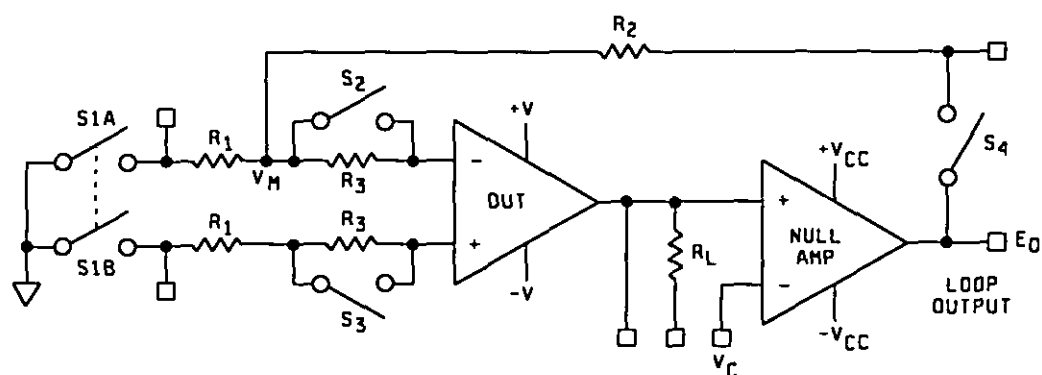 R2
S2
S1A
+V
R1
VM
R3
-
DUT
+VCC
S4
+
NULL
AMP
E0
R1
R3
+
RL
S1B
-V
-
LOOP
OUTPUT
S3
-VCC
VC